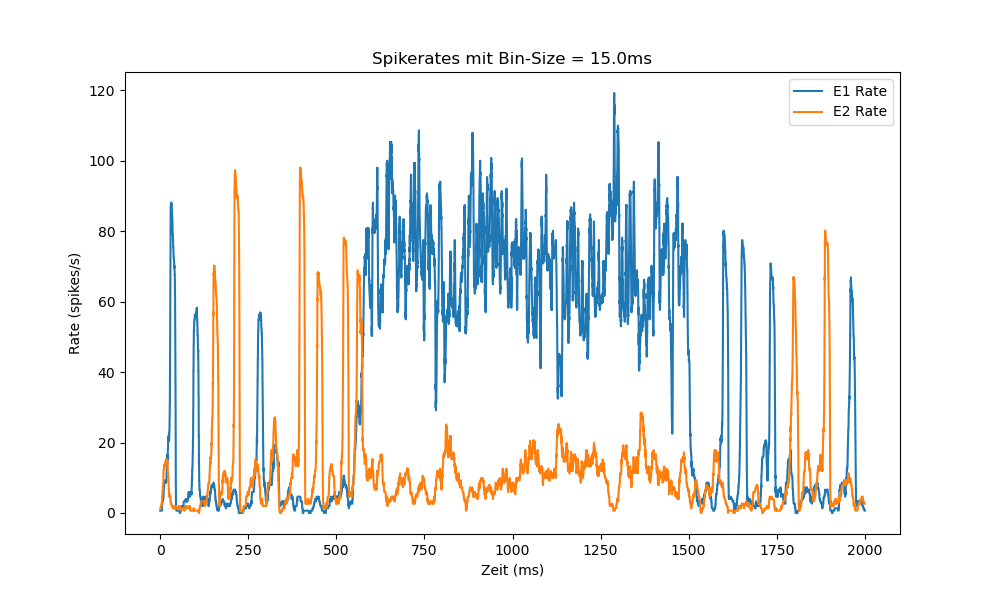 Spikerates mit Bin-Size = 15.0ms
E1 Rate
E2 Rate
Rate (spikes/s)
120
100
80
60
40
20
0
0 250 500 750 1000 1250 1500 1750 2000
Zeit (ms)